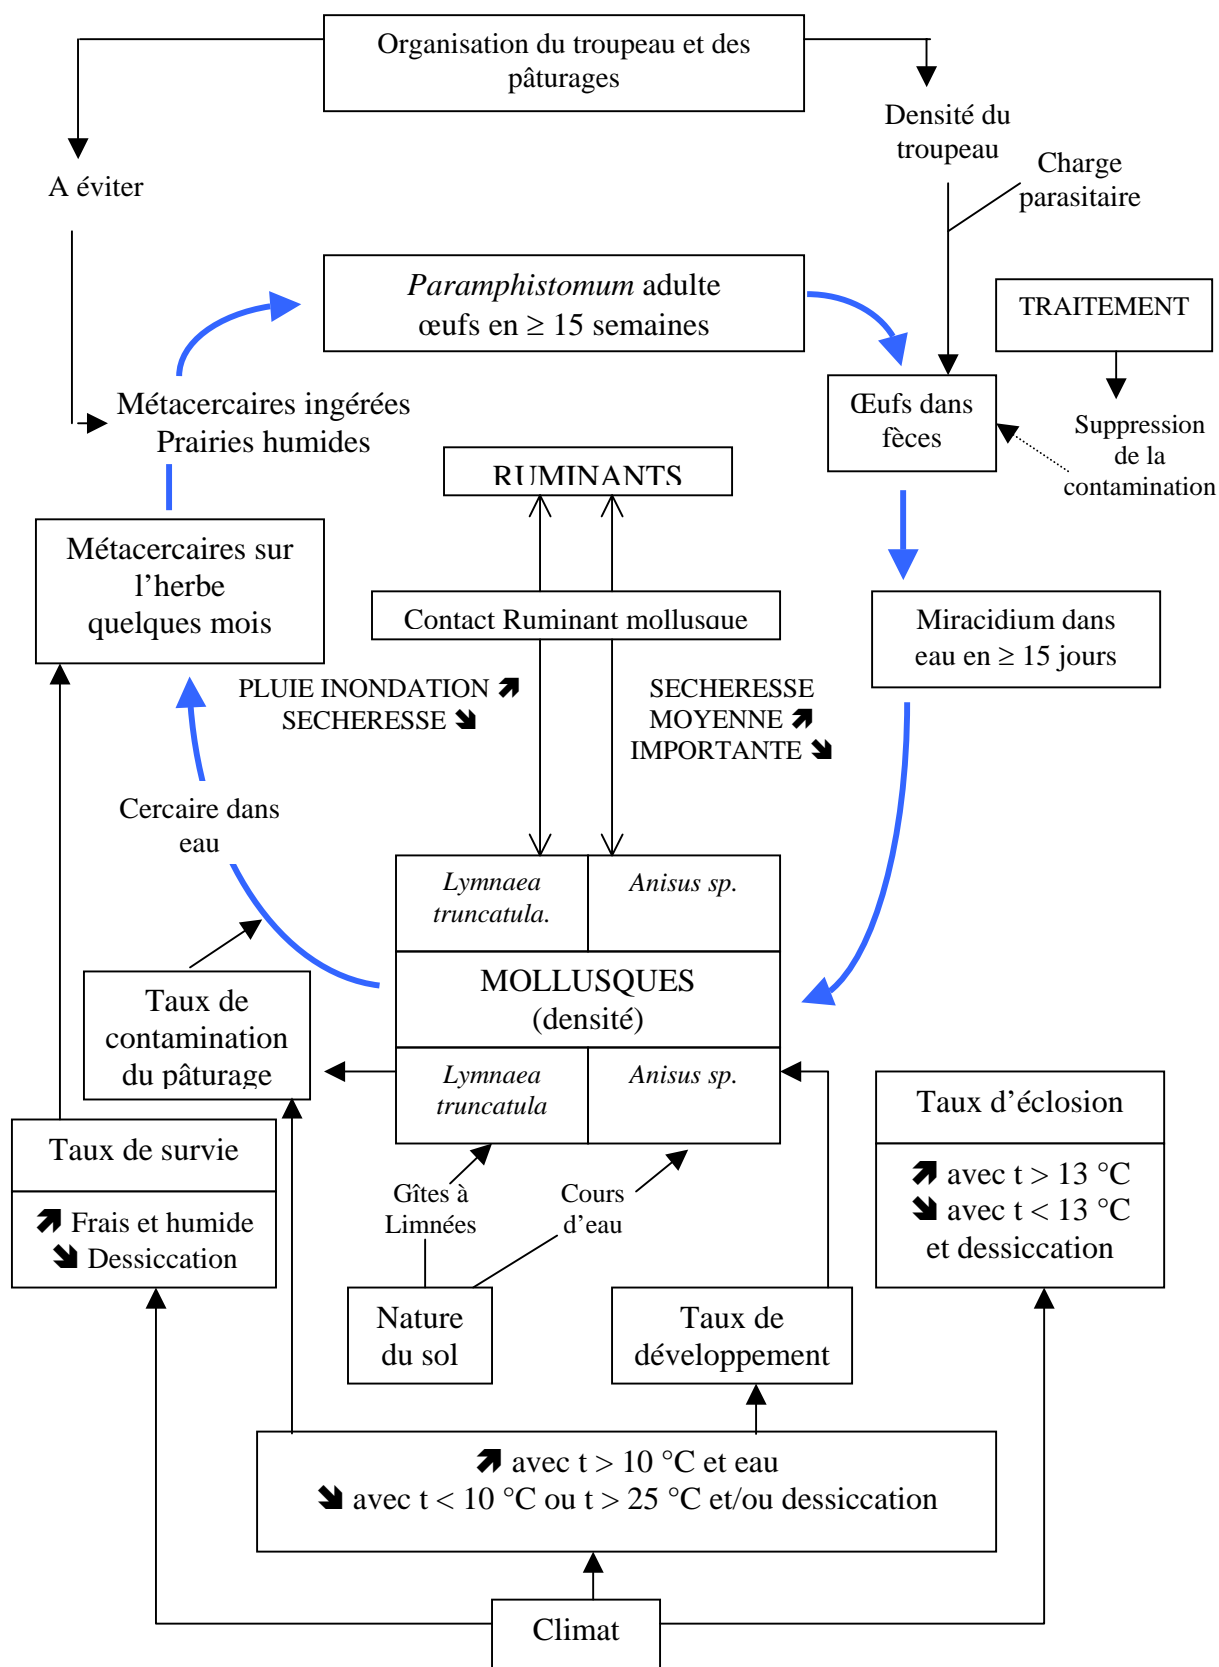 Organisation du troupeau et des
pâturages
Densité du
troupeau
Charge
parasitaire
A éviter
Paramphistomum adulte
œufs en ≥ 15 semaines
TRAITEMENT
Métacercaires ingérées
Prairies humides
Œufs dans
fèces
Suppression
de la
contamination
RUMINANTS
Métacercaires sur
l’herbe
quelques mois
Contact Ruminant mollusque
Miracidium dans
eau en ≥ 15 jours
PLUIE INONDATION 🡽
SECHERESSE 🡾
SECHERESSE
MOYENNE 🡽
IMPORTANTE 🡾
Cercaire dans
eau
Lymnaea
truncatula.
Anisus sp.
MOLLUSQUES
(densité)
Taux de
contamination
du pâturage
Lymnaea
truncatula
Anisus sp.
Taux d’éclosion
🡽 avec t > 13 °C
🡾 avec t < 13 °C
et dessiccation
Taux de survie
🡽 Frais et humide
🡾 Dessiccation
Gîtes à
Limnées
Cours
d’eau
Nature
du sol
Taux de
développement
🡽 avec t > 10 °C et eau
🡾 avec t < 10 °C ou t > 25 °C et/ou dessiccation
Climat